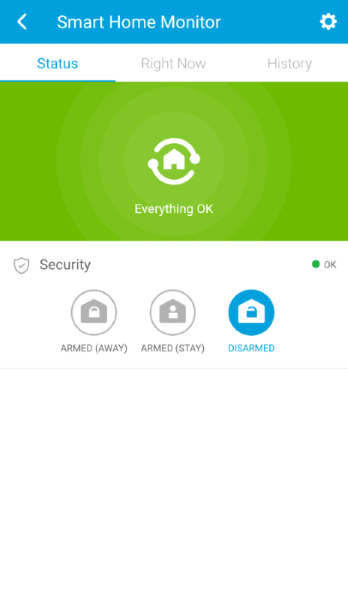 Smart Home Monitor
Status Right Now History
Everything OK
Security OK
ARMED (AWAY) ARMED (STAY) DISARMED